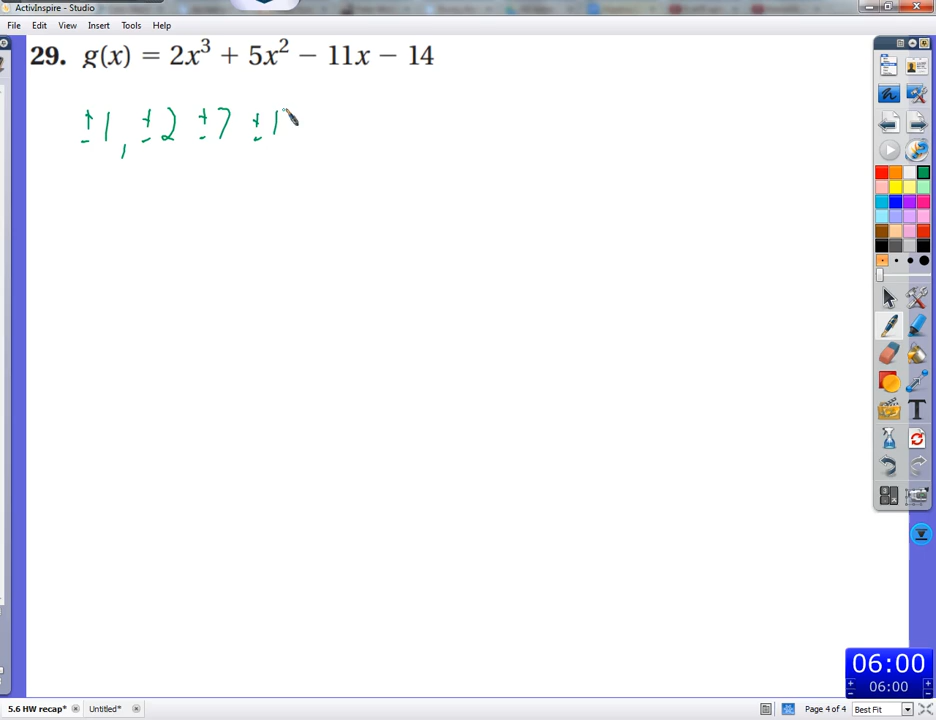 ActivInspire - Studio
File Edit View Insert Tools Help
29. g(x) = 2x³ + 5x² − 11x − 14
±1, ±2 ±7 ±1
T
06:00
06:00
5.6 HW recap* Untitled* Page 4 of 4 Best Fit